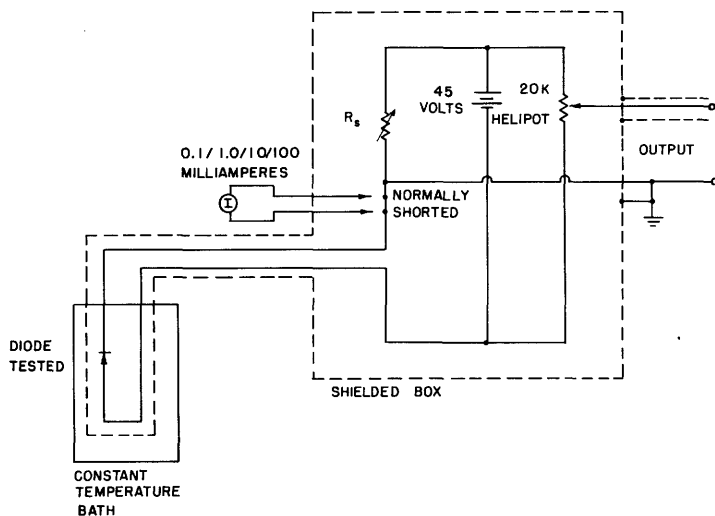 45
VOLTS
20K
HELIPOT
Rs
0.1/1.0/10/100
MILLIAMPERES
I
NORMALLY
SHORTED
OUTPUT
DIODE
TESTED
SHIELDED BOX
CONSTANT
TEMPERATURE
BATH